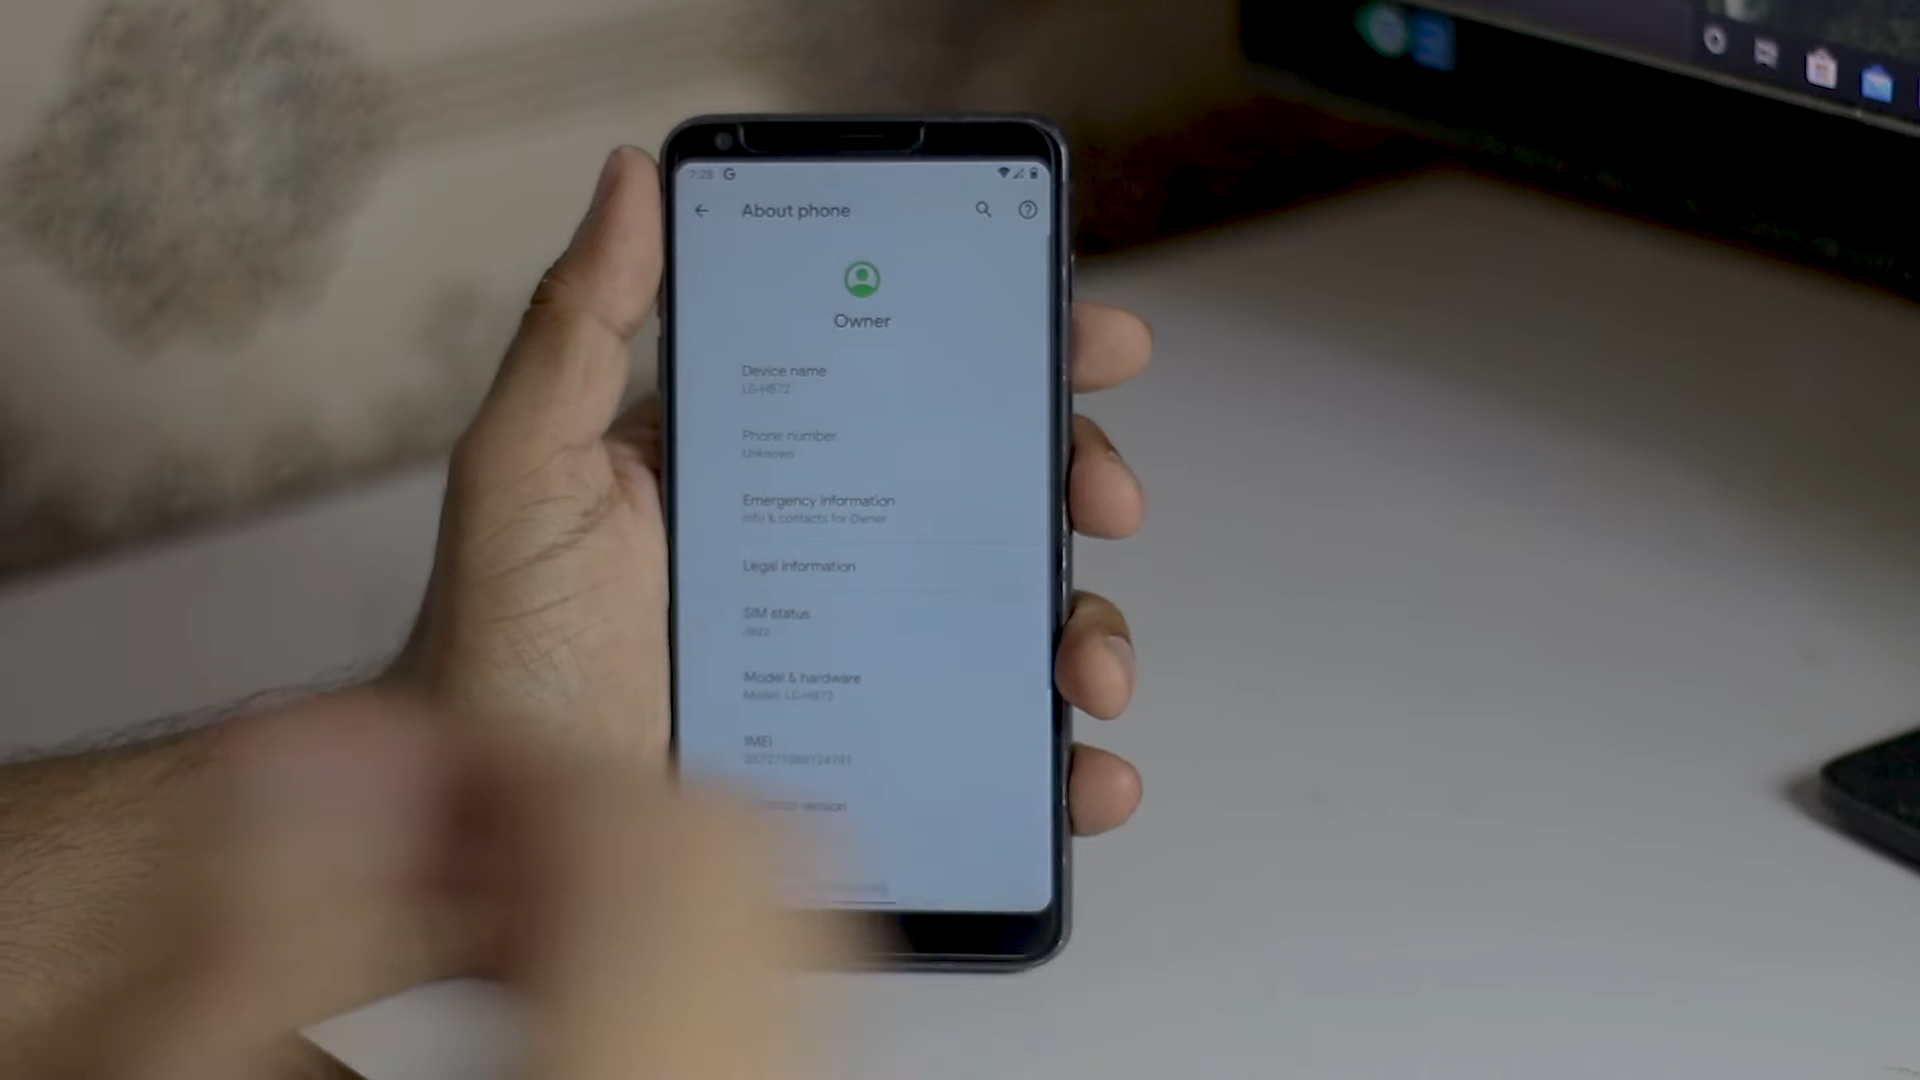 7:28 G
About phone
Owner
Device name
LG-H872
Phone number
Unknown
Emergency information
Info & contacts for Owner
Legal information
SIM status
Jazz
Model & hardware
Model: LG-H872
IMEI
version